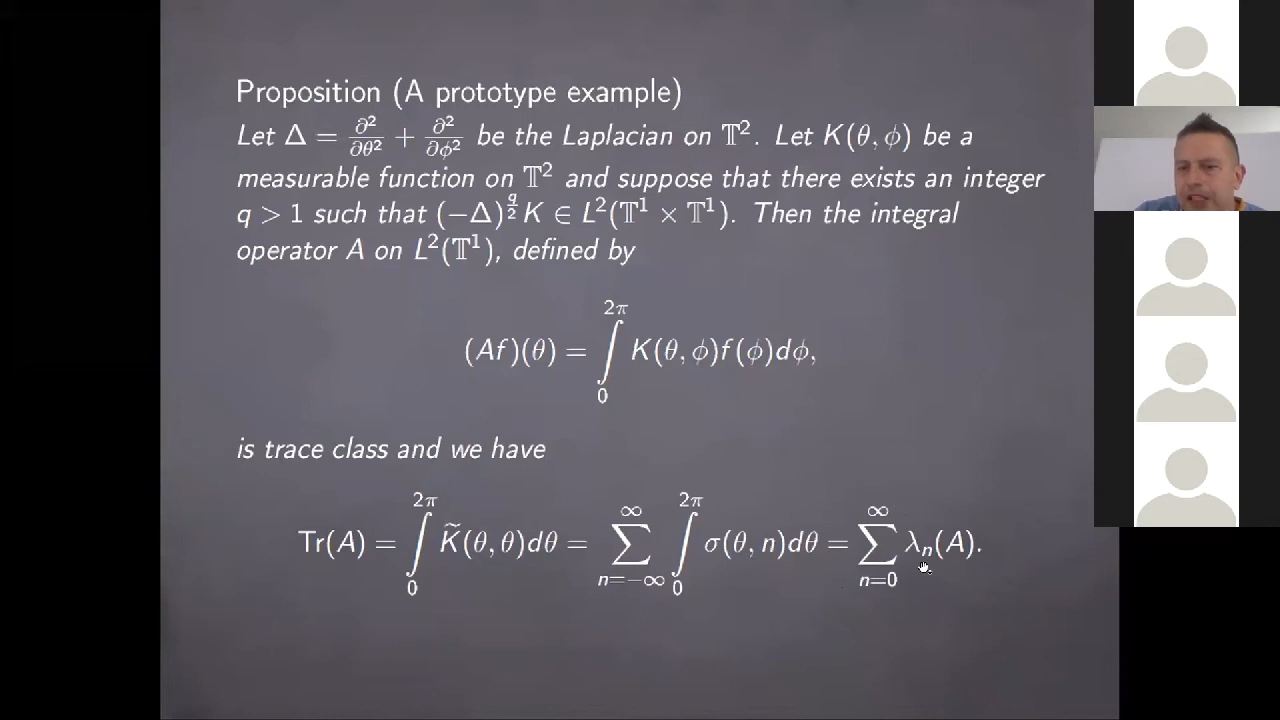 Proposition (A prototype example)
Let Δ = ∂²/∂θ² + ∂²/∂ϕ² be the Laplacian on 𝕋². Let K(θ, ϕ) be a
measurable function on 𝕋² and suppose that there exists an integer
q > 1 such that (−Δ)^{q/2} K ∈ L²(𝕋¹ × 𝕋¹). Then the integral
operator A on L²(𝕋¹), defined by
(Af)(θ) = ∫_0^{2π} K(θ, ϕ)f(ϕ)dϕ,
is trace class and we have
Tr(A) = ∫_0^{2π} K̃(θ, θ)dθ = ∑_{n=−∞}^{∞} ∫_0^{2π} σ(θ, n)dθ = ∑_{n=0}^{∞} λ_n(A).